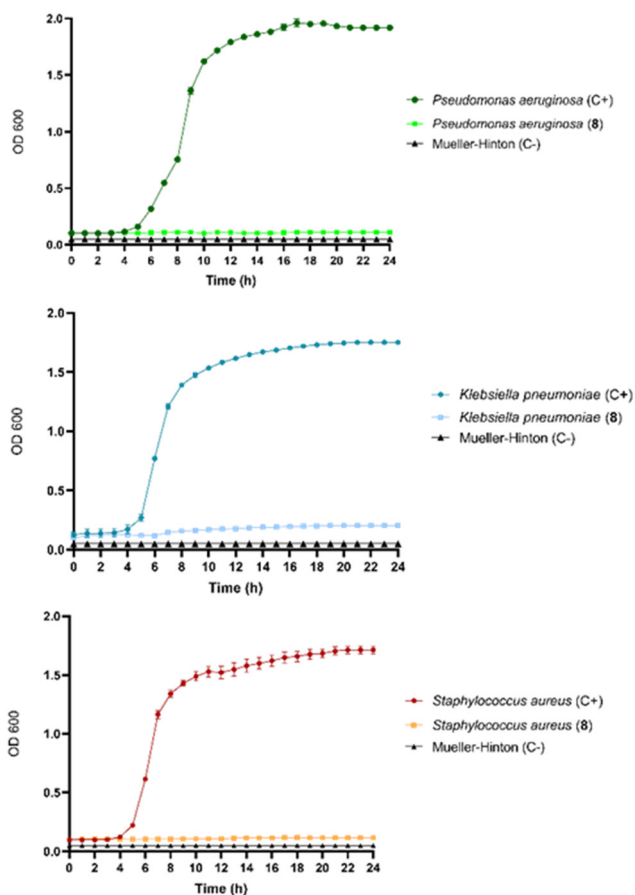 2.0
1.5
1.0
0.5
0.0
OD 600
0 2 4 6 8 10 12 14 16 18 20 22 24
Time (h)
Pseudomonas aeruginosa (C+)
Pseudomonas aeruginosa (8)
Mueller-Hinton (C-)
2.0
1.5
1.0
0.5
0.0
OD 600
0 2 4 6 8 10 12 14 16 18 20 22 24
Time (h)
Klebsiella pneumoniae (C+)
Klebsiella pneumoniae (8)
Mueller-Hinton (C-)
2.0
1.5
1.0
0.5
0.0
OD 600
0 2 4 6 8 10 12 14 16 18 20 22 24
Time (h)
Staphylococcus aureus (C+)
Staphylococcus aureus (8)
Mueller-Hinton (C-)